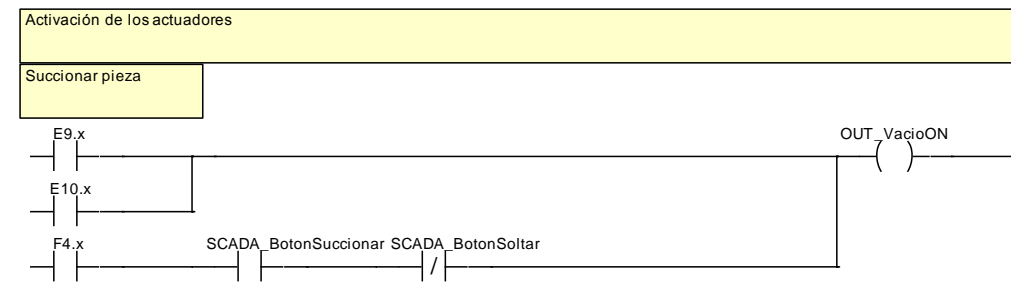 Activación de los actuadores
Succionar pieza
E9.x
OUT_VacioON
E10.x
F4.x
SCADA_BotonSuccionar
SCADA_BotonSoltar